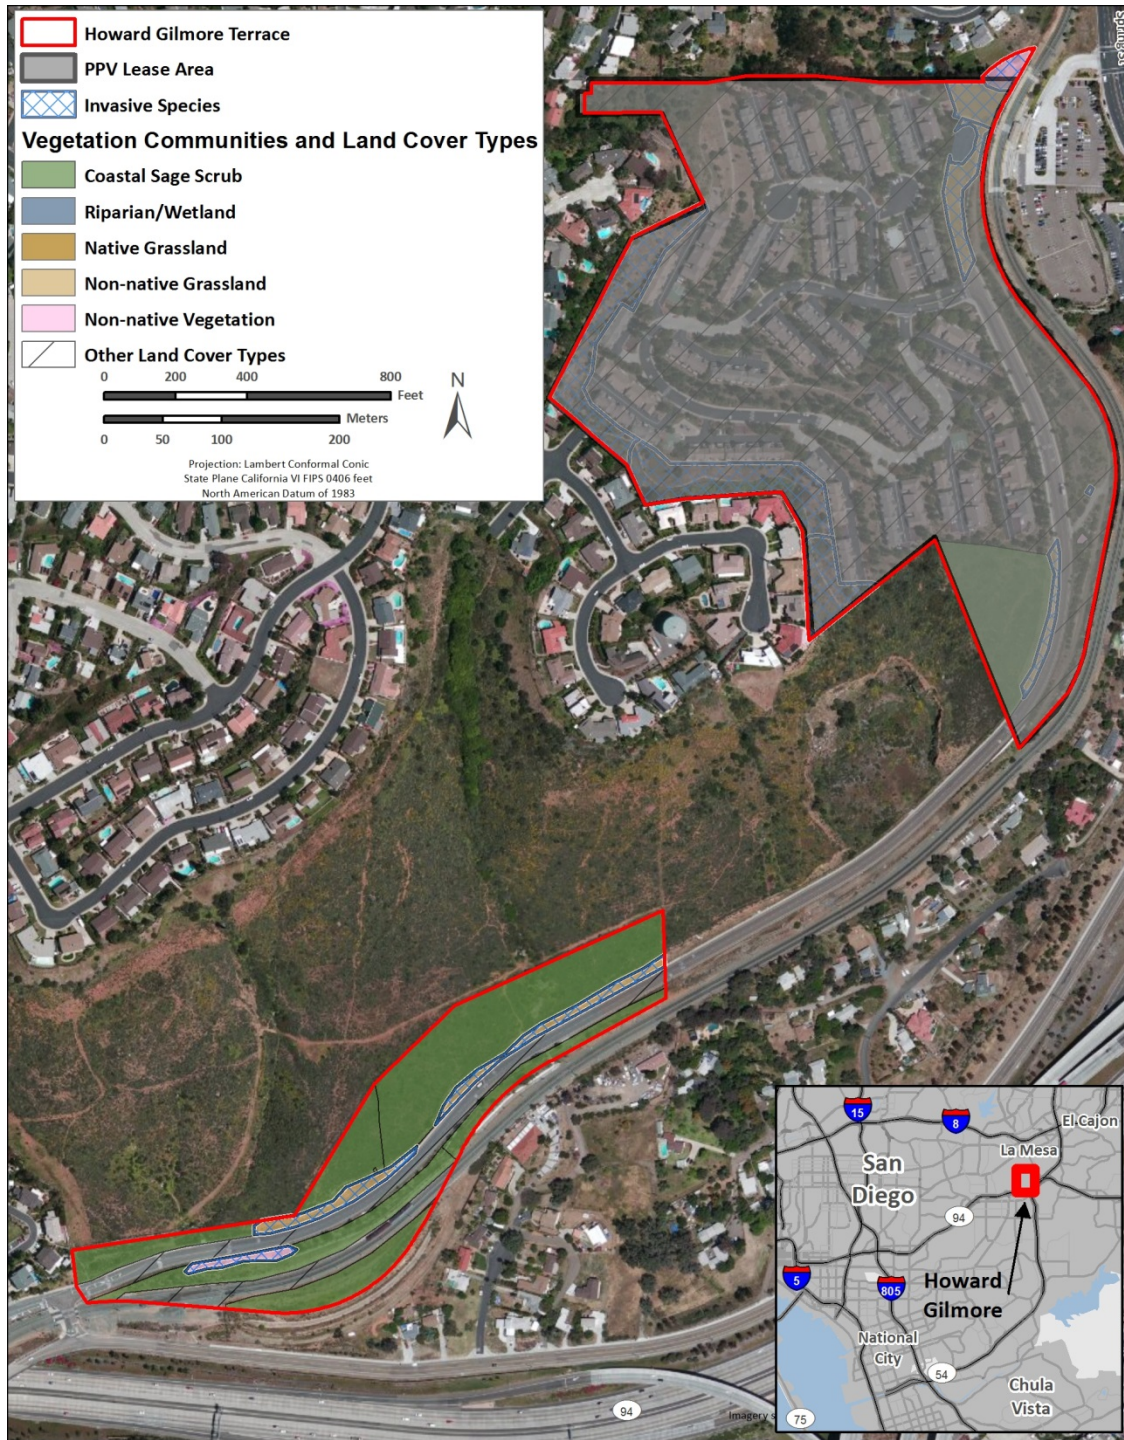 Howard Gilmore Terrace
PPV Lease Area
Invasive Species
Vegetation Communities and Land Cover Types
Coastal Sage Scrub
Riparian/Wetland
Native Grassland
Non-native Grassland
Non-native Vegetation
Other Land Cover Types
0 200 400 800
Feet
Meters
0 50 100 200
N
Projection: Lambert Conformal Conic
State Plane California VI FIPS 0406 feet
North American Datum of 1983
Spring St
94
Imagery s
15
8
El Cajon
La Mesa
San
Diego
94
5
805
Howard
Gilmore
National
City
54
Chula
Vista
75